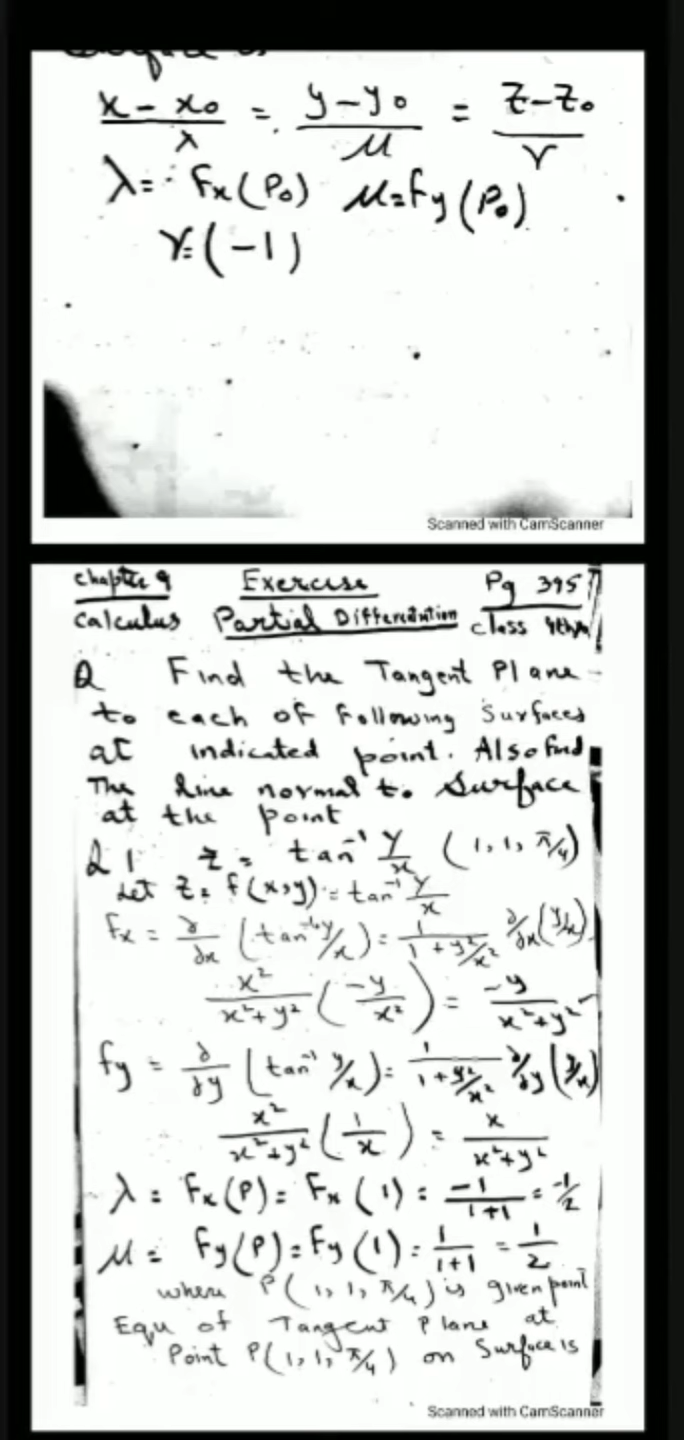 x - x₀ / λ = y - y₀ / μ = z - z₀ / γ
λ = Fx(P₀) μ = fy(P₀)
γ = (-1)
Scanned with CamScanner
Chapter 9 Exercise Pg 395
Calculus Partial Differentiation class 4th
Q Find the Tangent Plane
to each of following Surfaces
at indicated point. Also find
The line normal to Surface
at the point
Q 1 z = tan⁻¹ y/x (1, 1, π/4)
Let z = f(x,y) = tan⁻¹ y/x
Fx = ∂/∂x (tan⁻¹ y/x) = 1/(1 + y²/x²) ∂/∂x (y/x)
x²/(x² + y²) (-y/x²) = -y/(x² + y²)
fy = ∂/∂y (tan⁻¹ y/x) = 1/(1 + y²/x²) ∂/∂y (y/x)
x²/(x² + y²) (1/x) = x/(x² + y²)
λ = Fx(P) = Fx(1) = -1/(1+1) = -1/2
μ = Fy(P) = Fy(1) = 1/(1+1) = 1/2
where P(1, 1, π/4) is given point
Equ of Tangent Plane at
Point P(1, 1, π/4) on Surface is
Scanned with CamScanner